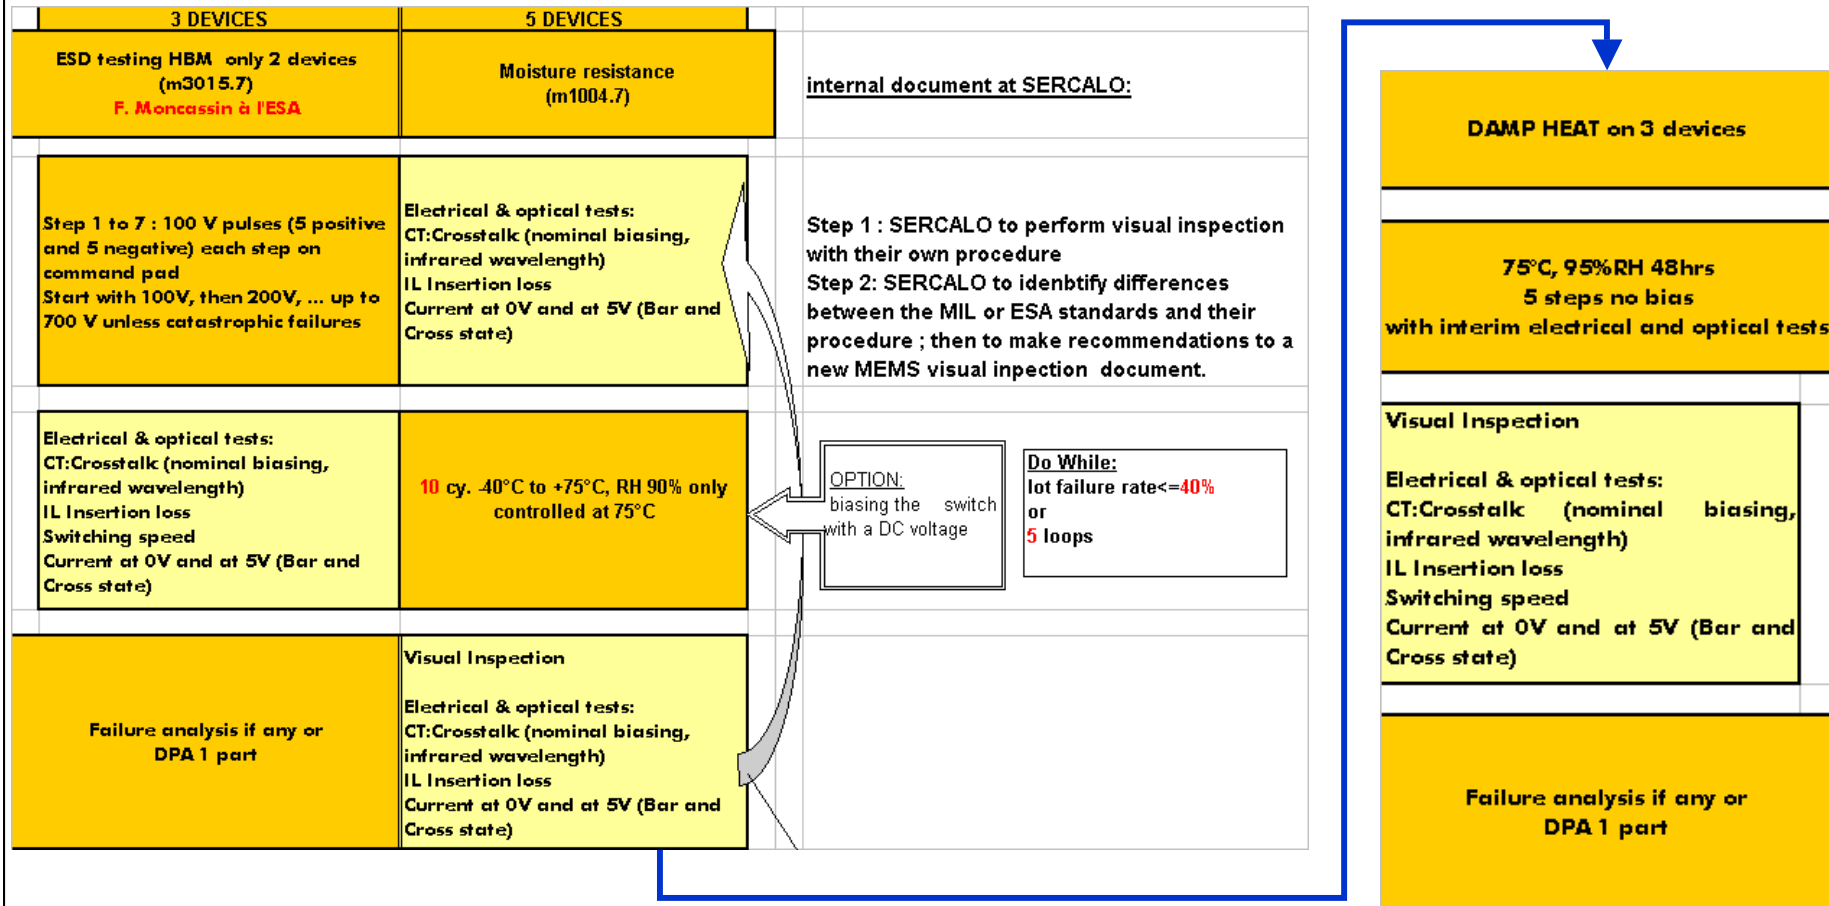 3 DEVICES
5 DEVICES
ESD testing HBM only 2 devices
(m3015.7)
F. Moncassin à l'ESA
Moisture resistance
(m1004.7)
internal document at SERCALO:
Step 1 to 7 : 100 V pulses (5 positive
and 5 negative) each step on
command pad
Start with 100V, then 200V, ... up to
700 V unless catastrophic failures
Electrical & optical tests:
CT:Crosstalk (nominal biasing,
infrared wavelength)
IL Insertion loss
Current at 0V and at 5V (Bar and
Cross state)
Step 1 : SERCALO to perform visual inspection
with their own procedure
Step 2: SERCALO to idenbtify differences
between the MIL or ESA standards and their
procedure ; then to make recommendations to a
new MEMS visual inpection document.
Electrical & optical tests:
CT:Crosstalk (nominal biasing,
infrared wavelength)
IL Insertion loss
Switching speed
Current at 0V and at 5V (Bar and
Cross state)
10 cy. -40°C to +75°C, RH 90% only
controlled at 75°C
OPTION:
biasing the switch
with a DC voltage
Do While:
lot failure rate<=40%
or
5 loops
Failure analysis if any or
DPA 1 part
Visual Inspection
Electrical & optical tests:
CT:Crosstalk (nominal biasing,
infrared wavelength)
IL Insertion loss
Current at 0V and at 5V (Bar and
Cross state)
DAMP HEAT on 3 devices
75°C, 95%RH 48hrs
5 steps no bias
with interim electrical and optical tests
Visual Inspection
Electrical & optical tests:
CT:Crosstalk (nominal biasing,
infrared wavelength)
IL Insertion loss
Switching speed
Current at 0V and at 5V (Bar and
Cross state)
Failure analysis if any or
DPA 1 part